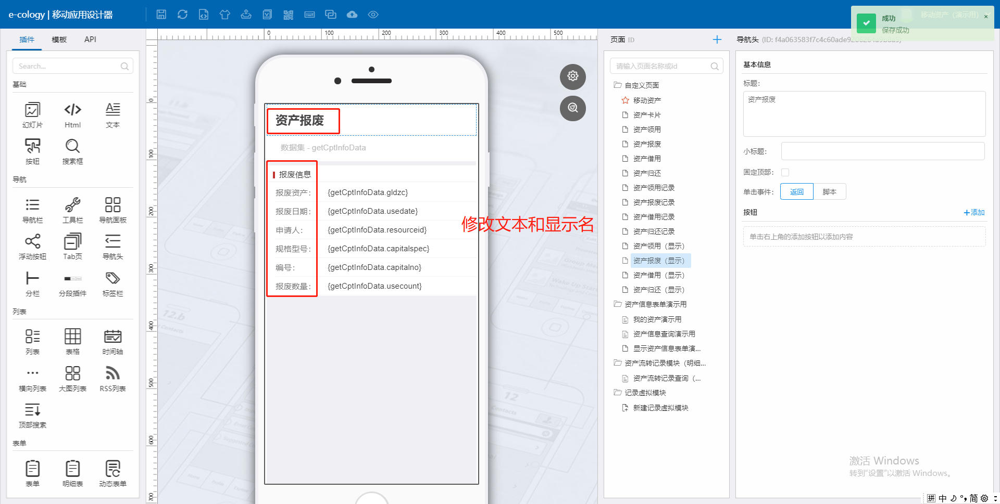 e-cology | 移动应用设计器
移动资产（演示用）
成功
保存成功
插件 模板 API
Search...
基础
幻灯片 Html 文本
按钮 搜索框
导航
导航栏 工具栏 导航面板
浮动按钮 Tab页 导航头
分栏 分段插件 标签栏
列表
列表 表格 时间轴
横向列表 大图列表 RSS列表
顶部搜索
表单
表单 明细表 动态表单
0 100 200 300 400 500
0
100
200
300
400
500
600
700
资产报废
数据集 - getCptInfoData
报废信息
报废资产： {getCptInfoData.gldzc}
报废日期： {getCptInfoData.usedate}
申请人： {getCptInfoData.resourceid}
规格型号： {getCptInfoData.capitalspec}
编号： {getCptInfoData.capitalno}
报废数量： {getCptInfoData.usecount}
修改文本和显示名
页面 ID
请输入页面名称或id
自定义页面
移动资产
资产卡片
资产领用
资产报废
资产借用
资产归还
资产领用记录
资产报废记录
资产借用记录
资产归还记录
资产领用（显示）
资产报废（显示）
资产借用（显示）
资产归还（显示）
资产信息表单演示用
我的资产演示用
资产信息查询演示用
显示资产信息表单演...
资产流转记录模块（明细...
资产流转记录查询（...
记录虚拟模块
新建记录虚拟模块
导航头
基本信息
标题：
资产报废
小标题：
固定顶部：
单击事件： 返回 脚本
按钮 +添加
单击右上角的添加按钮以添加内容
激活 Windows
转到"设置"以激活 Windows。
拼 中 简